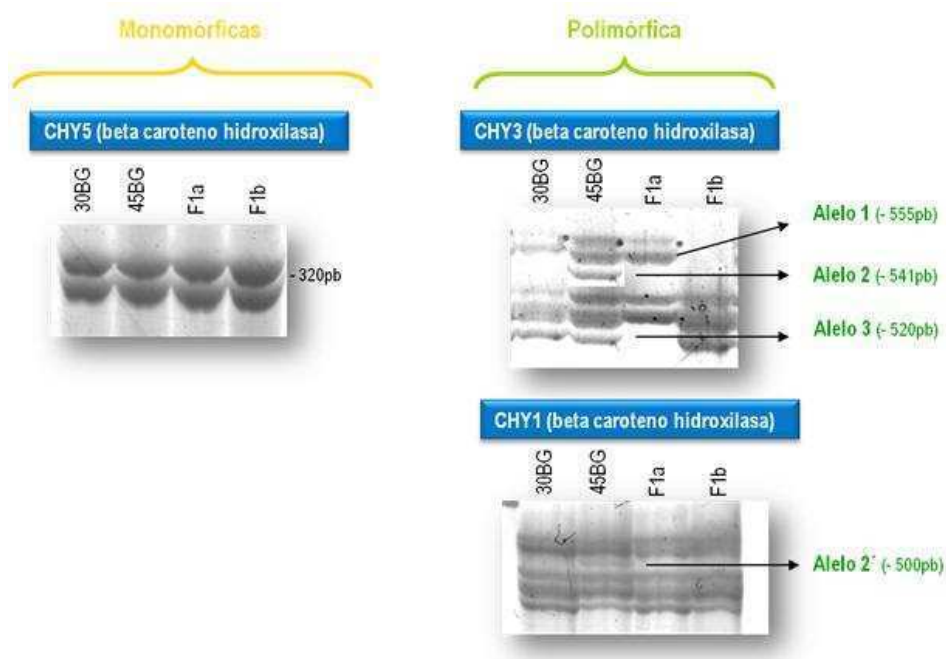 Monomórficas
CHY5 (beta caroteno hidroxilasa)
30BG 45BG F1a F1b
- 320pb
Polimórfica
CHY3 (beta caroteno hidroxilasa)
30BG 45BG F1a F1b
Alelo 1 (- 555pb)
Alelo 2 (- 541pb)
Alelo 3 (- 520pb)
CHY1 (beta caroteno hidroxilasa)
30BG 45BG F1a F1b
Alelo 2´ (- 500pb)